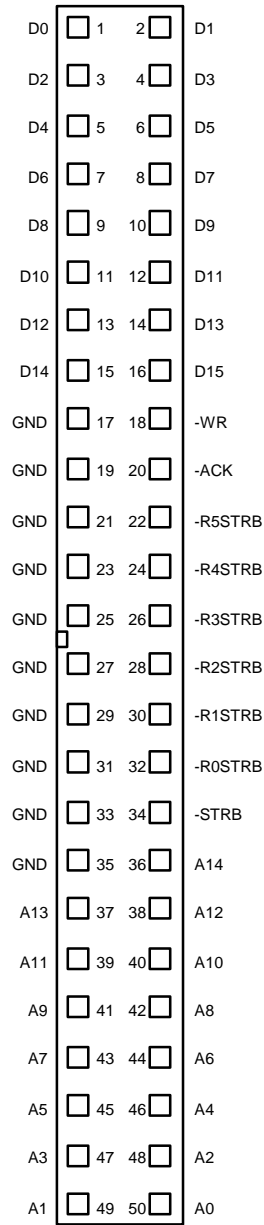 D0 1 2 D1
D2 3 4 D3
D4 5 6 D5
D6 7 8 D7
D8 9 10 D9
D10 11 12 D11
D12 13 14 D13
D14 15 16 D15
GND 17 18 -WR
GND 19 20 -ACK
GND 21 22 -R5STRB
GND 23 24 -R4STRB
GND 25 26 -R3STRB
GND 27 28 -R2STRB
GND 29 30 -R1STRB
GND 31 32 -R0STRB
GND 33 34 -STRB
GND 35 36 A14
A13 37 38 A12
A11 39 40 A10
A9 41 42 A8
A7 43 44 A6
A5 45 46 A4
A3 47 48 A2
A1 49 50 A0